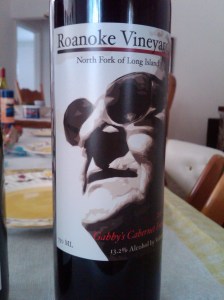 Roanoke Vineyar
North Fork of Long Island
Gabby's Cabernet
13.2% Alcohol by
750 ML